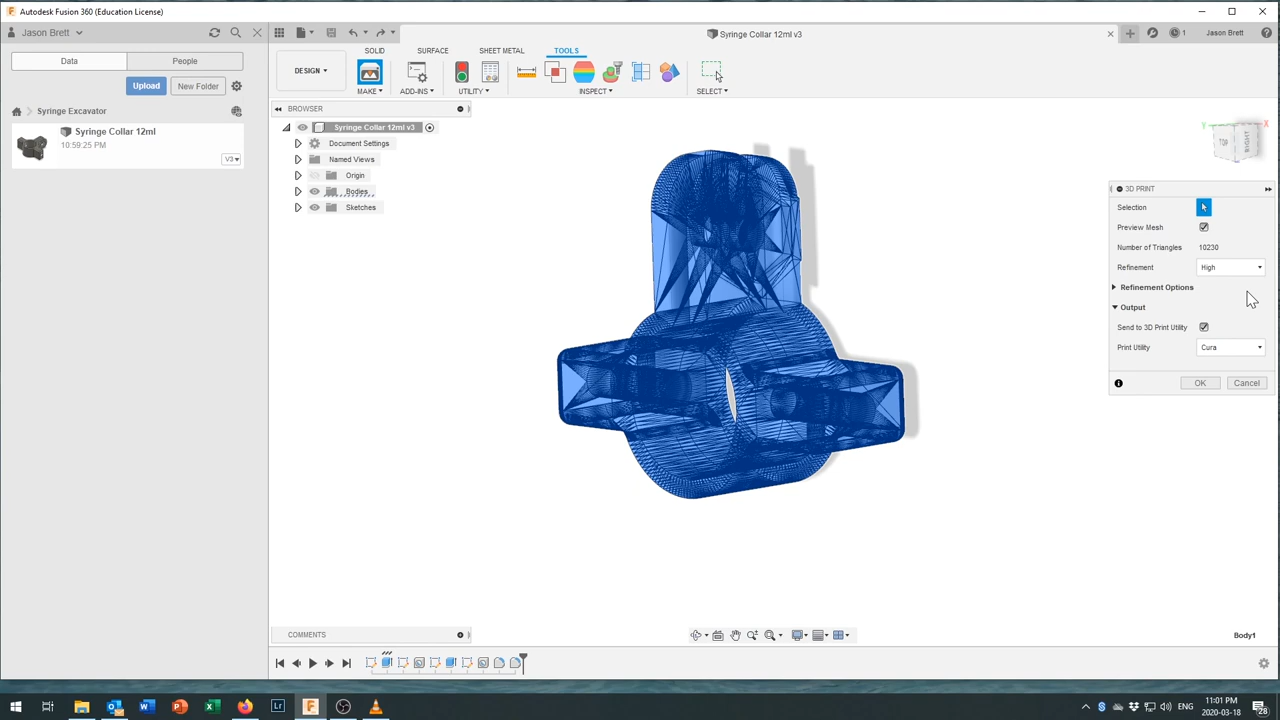 Autodesk Fusion 360 (Education License)
Jason Brett
Syringe Collar 12ml v3
1
Jason Brett
Data
People
SOLID
SURFACE
SHEET METAL
TOOLS
Upload
New Folder
DESIGN
MAKE
ADD-INS
UTILITY
INSPECT
SELECT
Syringe Excavator
BROWSER
Syringe Collar 12ml
10:59:25 PM
V3
Syringe Collar 12ml v3
Document Settings
Named Views
Origin
Bodies
Sketches
Y
X
TOP
RIGHT
3D PRINT
Selection
Preview Mesh
Number of Triangles 10230
Refinement High
Refinement Options
Output
Send to 3D Print Utility
Print Utility Cura
OK
Cancel
COMMENTS
Body1
ENG
11:01 PM
2020-03-18
28